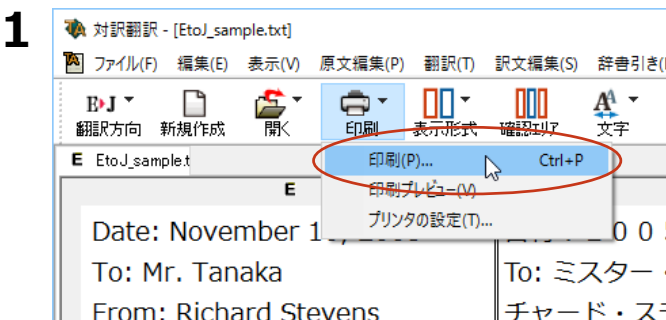 1
対訳翻訳 - [EtoJ_sample.txt]
ファイル(F) 編集(E) 表示(V) 原文編集(P) 翻訳(T) 訳文編集(S) 辞書引き(
E›J
翻訳方向 新規作成 開く 印刷 表示形式 確認エリア 文字
E EtoJ_sample.t
印刷(P)... Ctrl+P
E 印刷プレビュー(V)
プリンタの設定(T)...
Date: November
To: Mr. Tanaka To: ミスター・
From: Richard Stevens チャード・ス